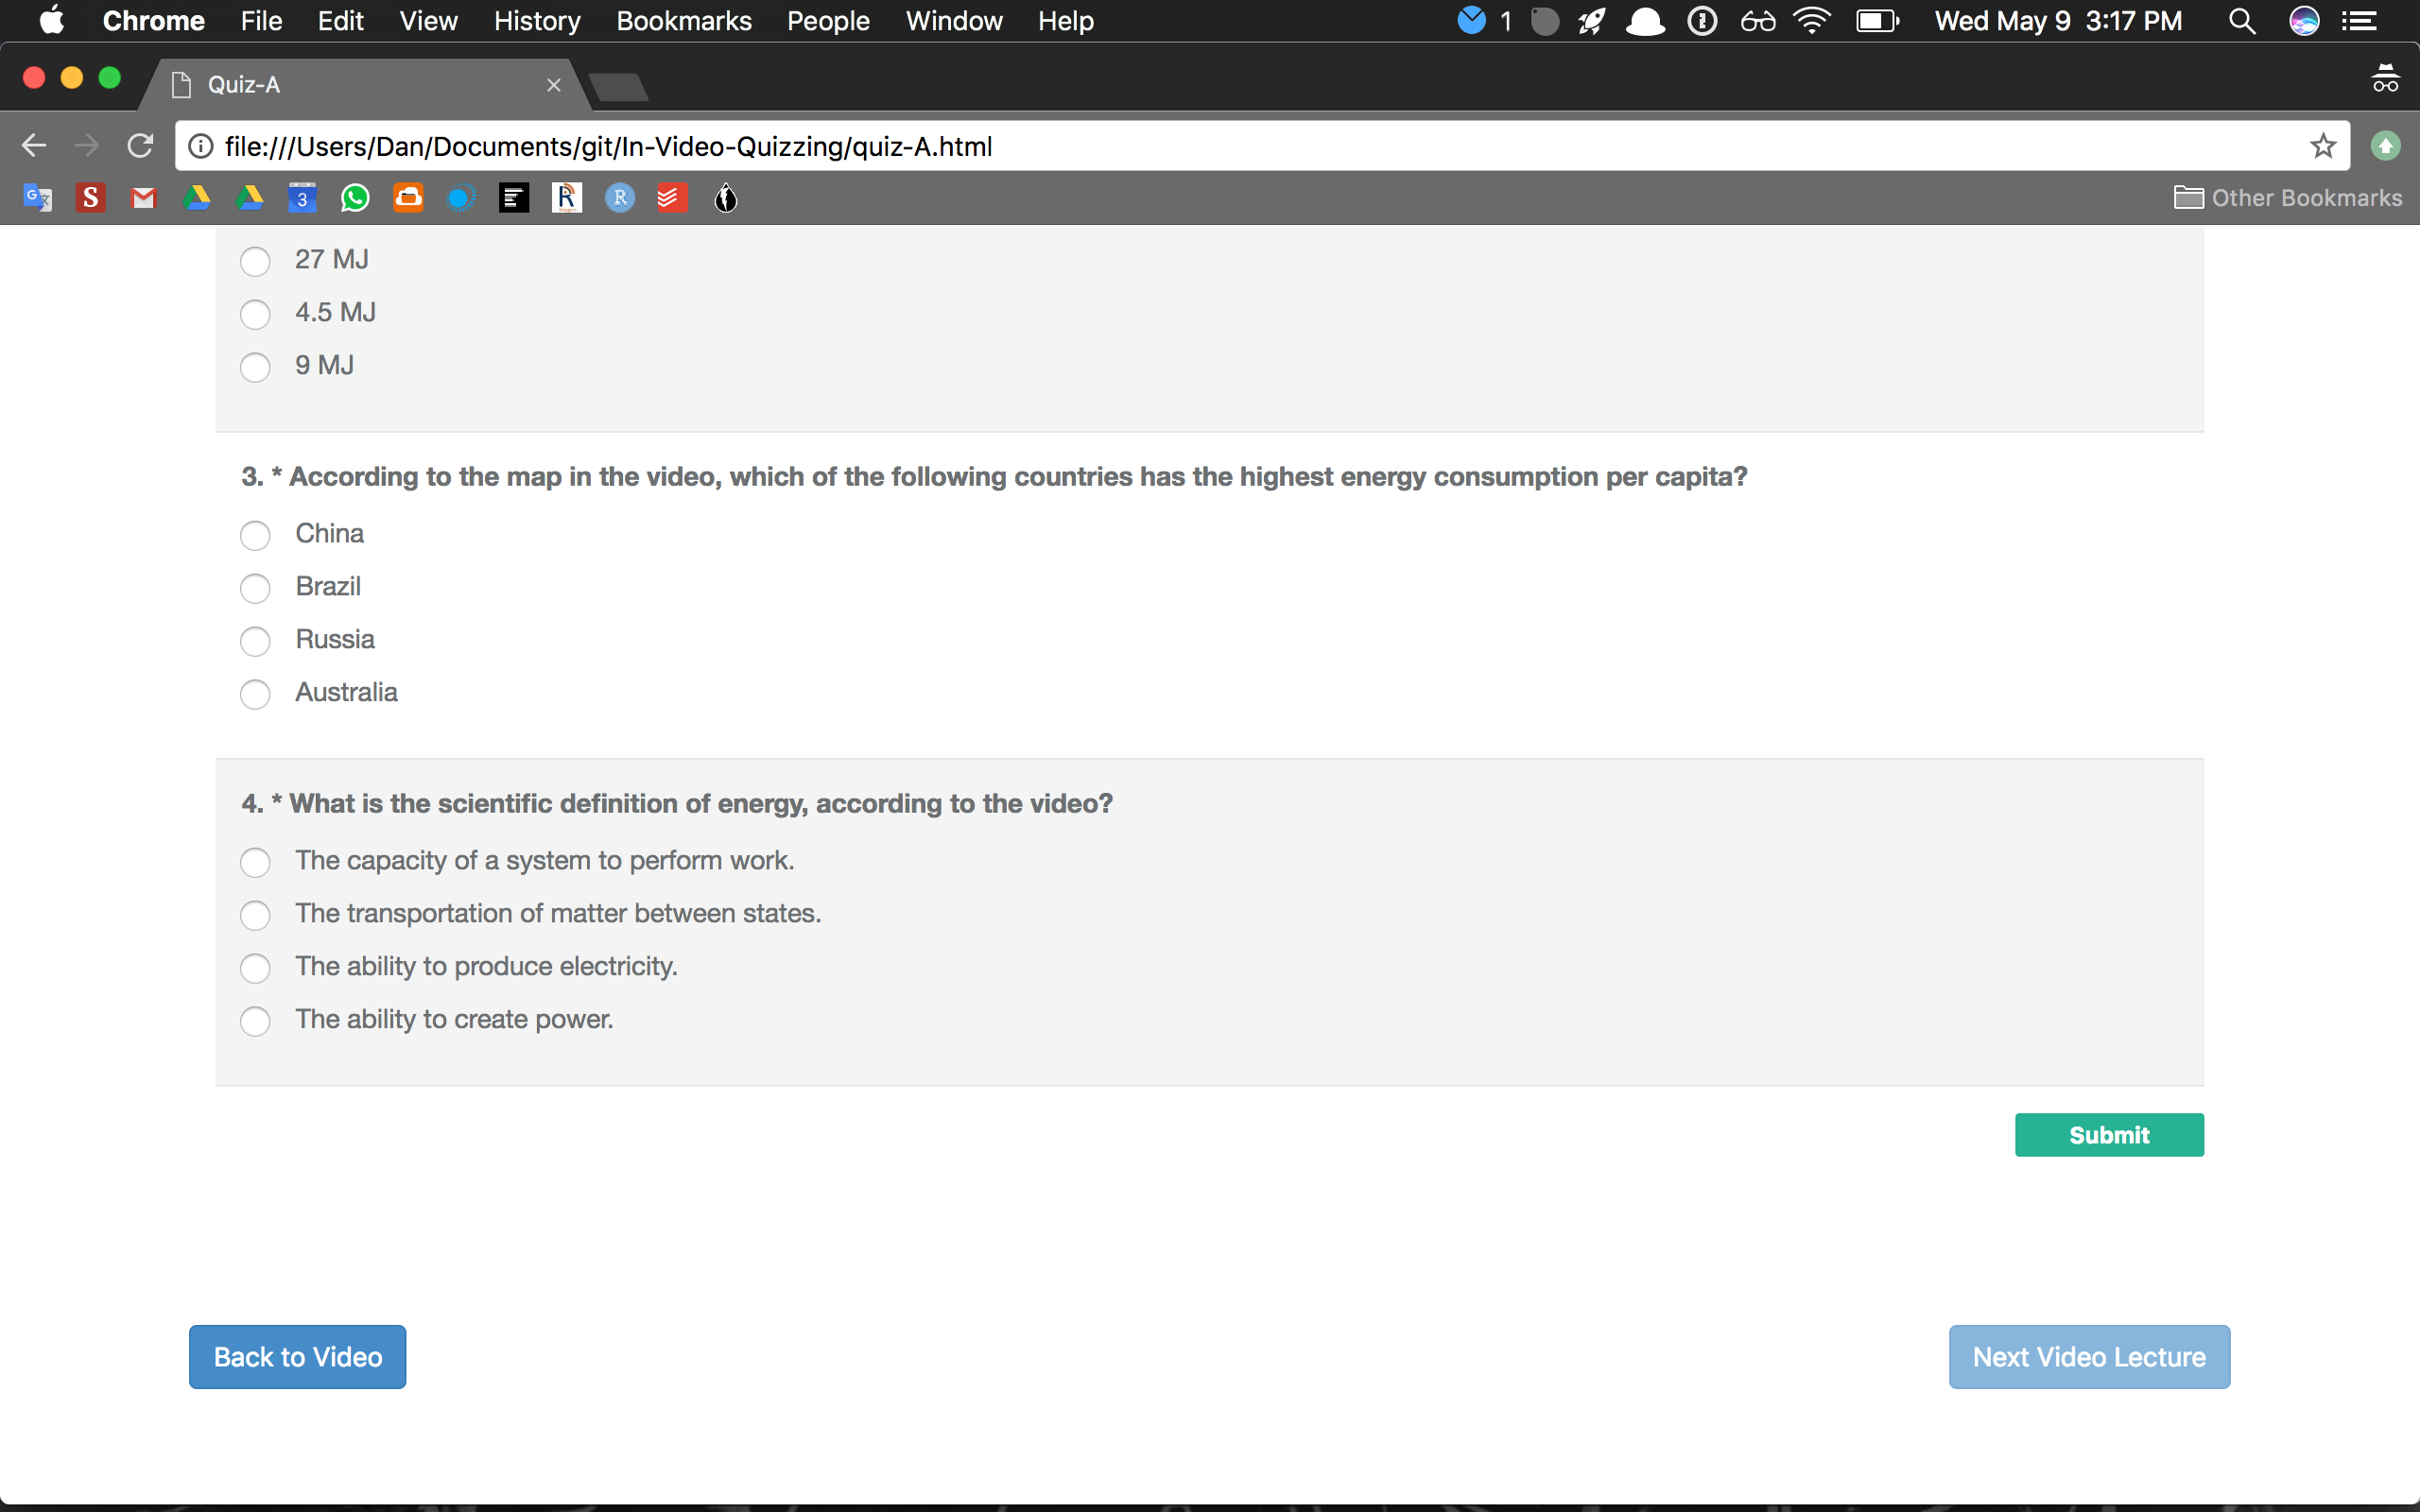 Chrome File Edit View History Bookmarks People Window Help 1 Wed May 9 3:17 PM
Quiz-A
file:///Users/Dan/Documents/git/In-Video-Quizzing/quiz-A.html
S 3 R R Other Bookmarks
27 MJ
4.5 MJ
9 MJ
3. * According to the map in the video, which of the following countries has the highest energy consumption per capita?
China
Brazil
Russia
Australia
4. * What is the scientific definition of energy, according to the video?
The capacity of a system to perform work.
The transportation of matter between states.
The ability to produce electricity.
The ability to create power.
Submit
Back to Video Next Video Lecture